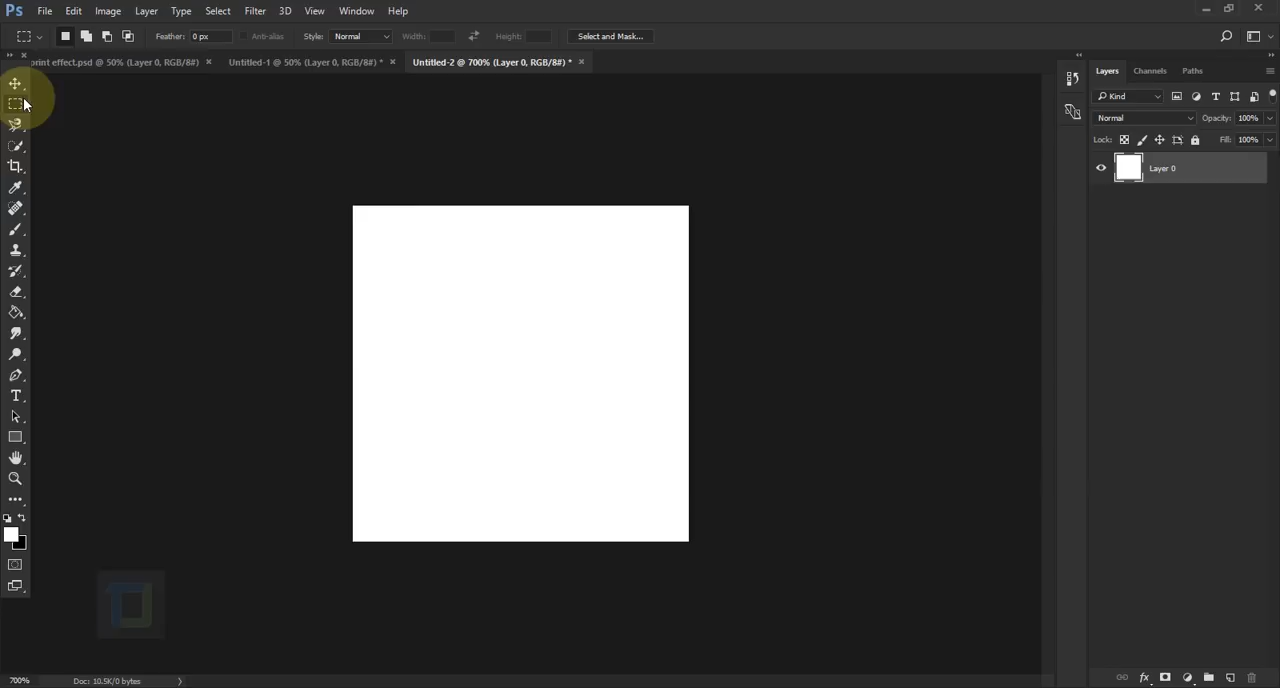 Ps File Edit Image Layer Type Select Filter 3D View Window Help
Feather: 0 px Anti-alias Style: Normal Width: Height: Select and Mask...
print effect.psd @ 50% (Layer 0, RGB/8#) × Untitled-1 @ 50% (Layer 0, RGB/8#) * × Untitled-2 @ 700% (Layer 0, RGB/8#) * ×
Layers Channels Paths
Kind
Normal Opacity: 100%
Lock: Fill: 100%
Layer 0
700% Doc: 10.5K/0 bytes